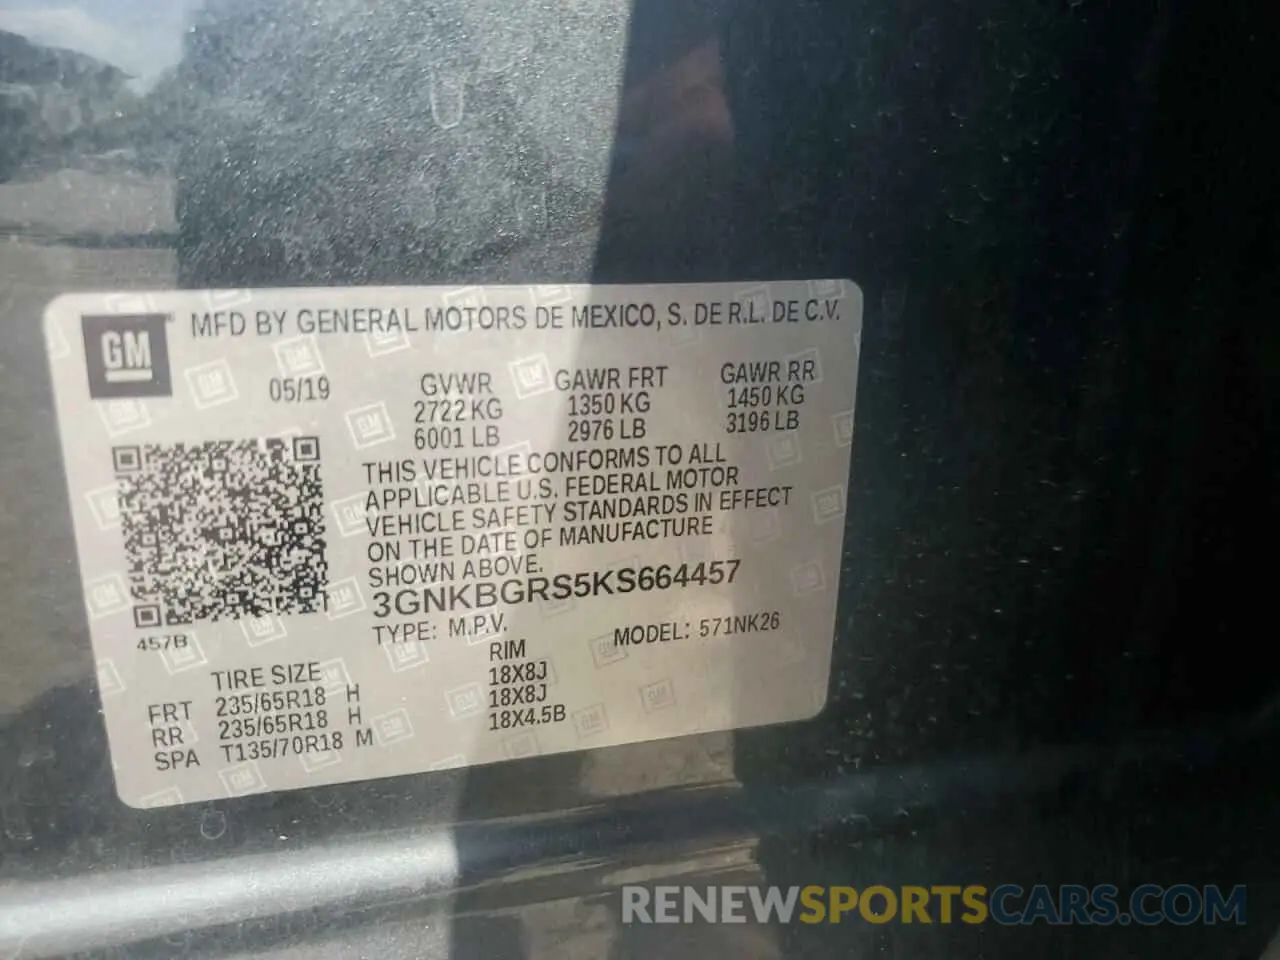 GM
MFD BY GENERAL MOTORS DE MEXICO, S. DE R.L. DE C.V.
05/19
GVWR GAWR FRT GAWR RR
2722 KG 1350 KG 1450 KG
6001 LB 2976 LB 3196 LB
THIS VEHICLE CONFORMS TO ALL
APPLICABLE U.S. FEDERAL MOTOR
VEHICLE SAFETY STANDARDS IN EFFECT
ON THE DATE OF MANUFACTURE
SHOWN ABOVE.
3GNKBGRS5KS664457
457B
TYPE: M.P.V. MODEL: 571NK26
TIRE SIZE RIM
FRT 235/65R18 H 18X8J
RR 235/65R18 H 18X8J
SPA T135/70R18 M 18X4.5B
RENEWSPORTSCARS.COM